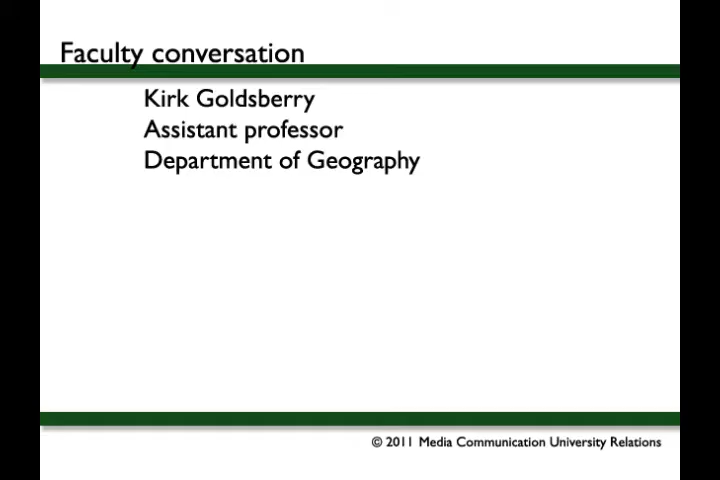 Faculty conversation
Kirk Goldsberry
Assistant professor
Department of Geography
© 2011 Media Communication University Relations